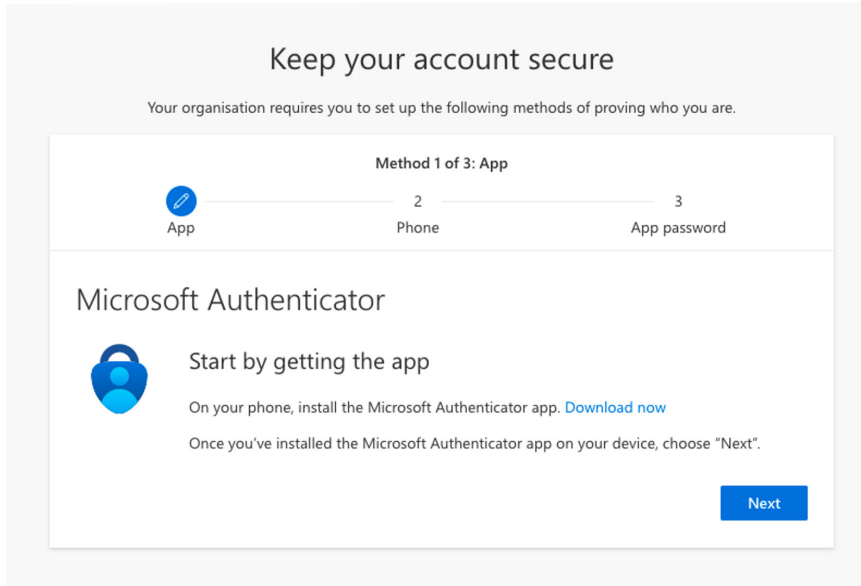 Keep your account secure
Your organisation requires you to set up the following methods of proving who you are.
Method 1 of 3: App
2
3
App
Phone
App password
Microsoft Authenticator
Start by getting the app
On your phone, install the Microsoft Authenticator app. Download now
Once you've installed the Microsoft Authenticator app on your device, choose “Next”.
Next